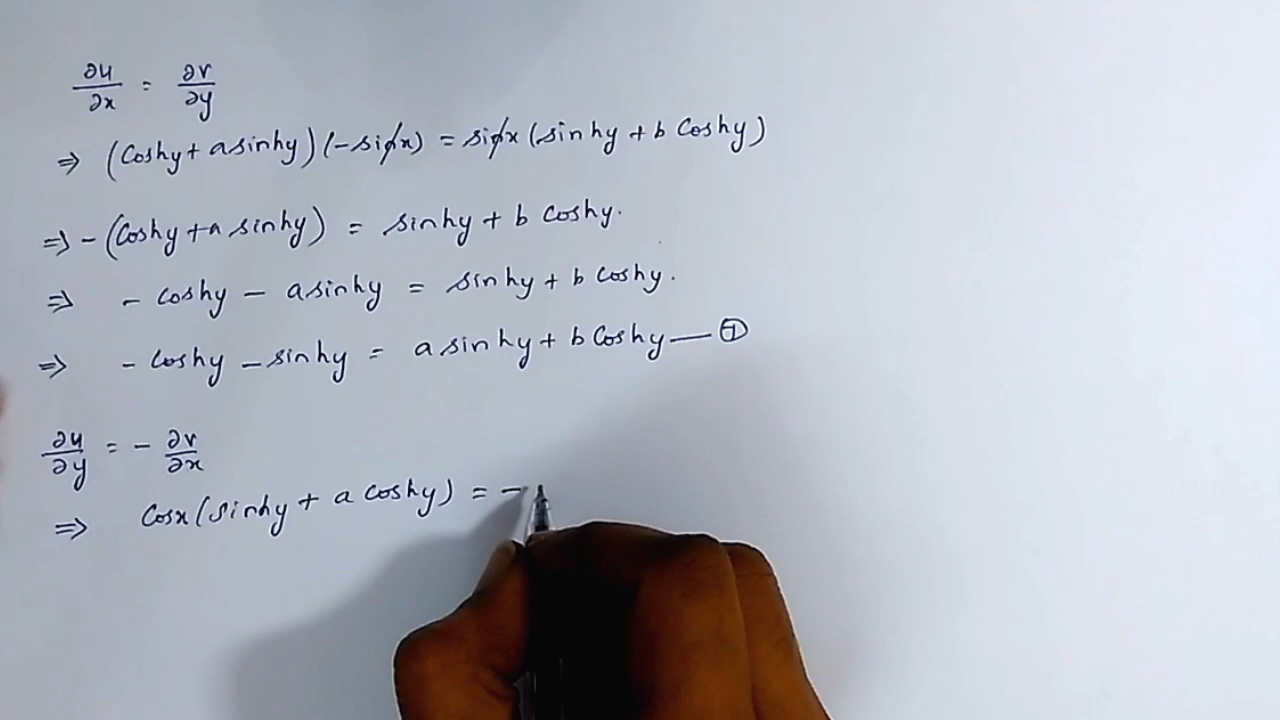 ∂u/∂x = ∂v/∂y
⇒ (Coshy + a sinhy) (-sinx) = sinx (sinhy + b Coshy)
⇒ - (Coshy + a sinhy) = sinhy + b Coshy.
⇒ - Coshy - a sinhy = sinhy + b Coshy.
⇒ - Coshy - sinhy = a sinhy + b Coshy — ①
∂u/∂y = - ∂v/∂x
⇒ Cosx (sinhy + a Coshy) = -